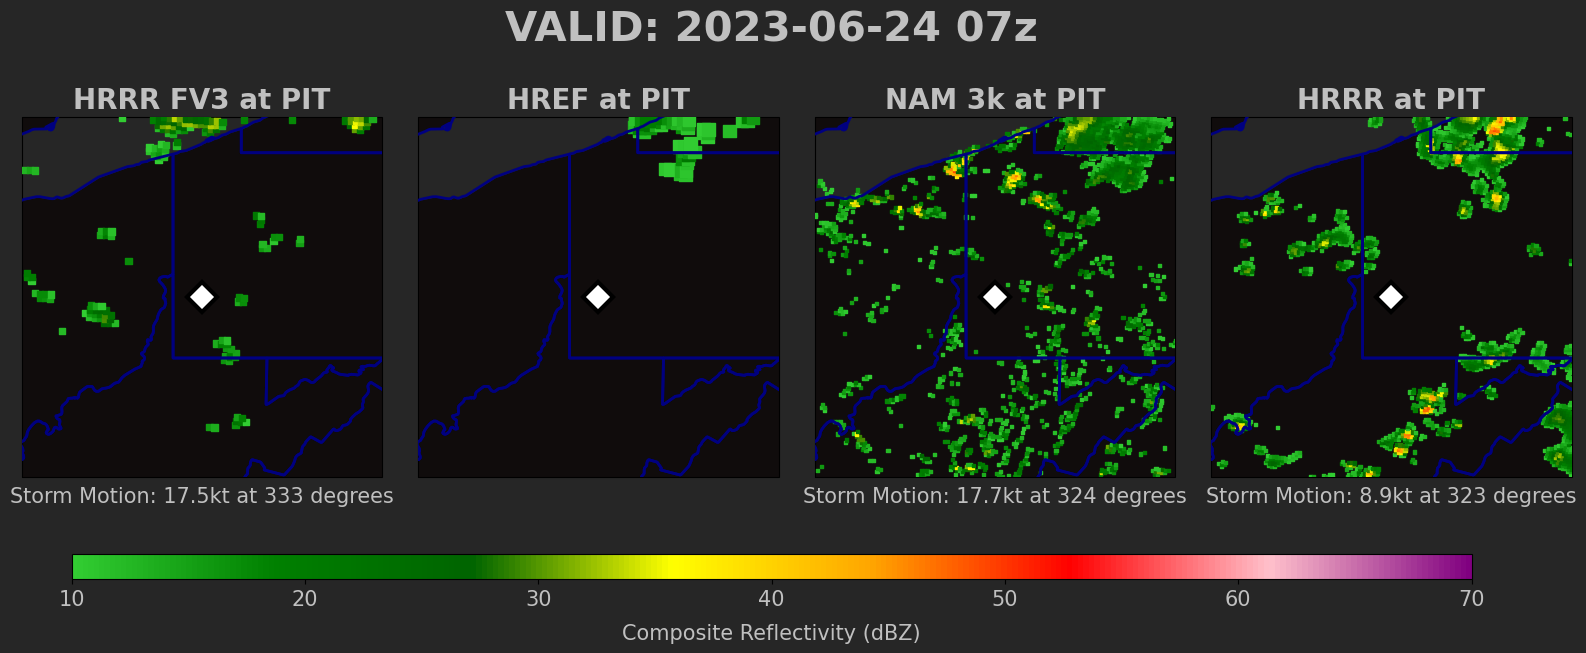 VALID: 2023-06-24 07z
HRRR FV3 at PIT
HREF at PIT
NAM 3k at PIT
HRRR at PIT
Storm Motion: 17.5kt at 333 degrees
Storm Motion: 17.7kt at 324 degrees
Storm Motion: 8.9kt at 323 degrees
10 20 30 40 50 60 70
Composite Reflectivity (dBZ)